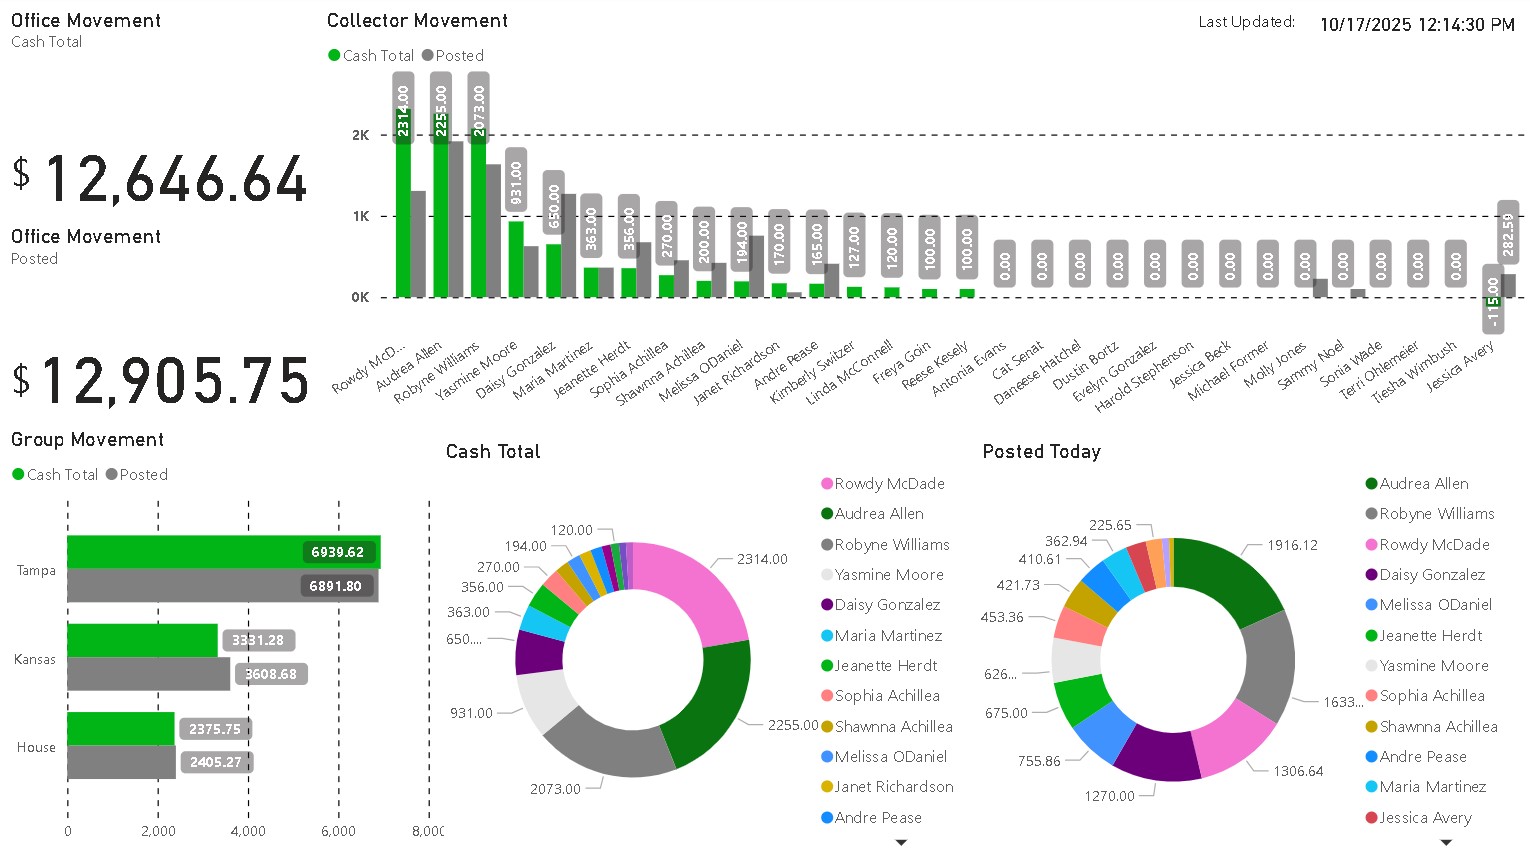 Office Movement
Cash Total
$ 12,646.64
Office Movement
Posted
$ 12,905.75
Collector Movement
Cash Total Posted
Last Updated: 10/17/2025 12:14:30 PM
2K
1K
0K
2314.00
2255.00
2073.00
931.00
650.00
363.00
356.00
270.00
200.00
194.00
170.00
165.00
127.00
120.00
100.00
100.00
0.00
0.00
0.00
0.00
0.00
0.00
0.00
0.00
0.00
0.00
0.00
0.00
0.00
-115.00
282.59
Rowdy McD...
Audrea Allen
Robyne Williams
Yasmine Moore
Daisy Gonzalez
Maria Martinez
Jeanette Herdt
Sophia Achillea
Shawnna Achillea
Melissa ODaniel
Janet Richardson
Andre Pease
Kimberly Switzer
Linda McConnell
Freya Goin
Reese Kesely
Antonia Evans
Cat Senat
Daneese Hatchel
Dustin Bortz
Evelyn Gonzalez
Harold Stephenson
Jessica Beck
Michael Former
Molly Jones
Sammy Noel
Sonia Wade
Terri Ohlemeier
Tiesha Wimbush
Jessica Avery
Group Movement
Cash Total Posted
Tampa
6939.62
6891.80
Kansas
3331.28
3608.68
House
2375.75
2405.27
0 2,000 4,000 6,000 8,000
Cash Total
2314.00
2255.00
2073.00
931.00
650....
363.00
356.00
270.00
194.00
120.00
Rowdy McDade
Audrea Allen
Robyne Williams
Yasmine Moore
Daisy Gonzalez
Maria Martinez
Jeanette Herdt
Sophia Achillea
Shawnna Achillea
Melissa ODaniel
Janet Richardson
Andre Pease
Posted Today
1916.12
1633...
1306.64
1270.00
755.86
675.00
626...
453.36
421.73
410.61
362.94
225.65
Audrea Allen
Robyne Williams
Rowdy McDade
Daisy Gonzalez
Melissa ODaniel
Jeanette Herdt
Yasmine Moore
Sophia Achillea
Shawnna Achillea
Andre Pease
Maria Martinez
Jessica Avery